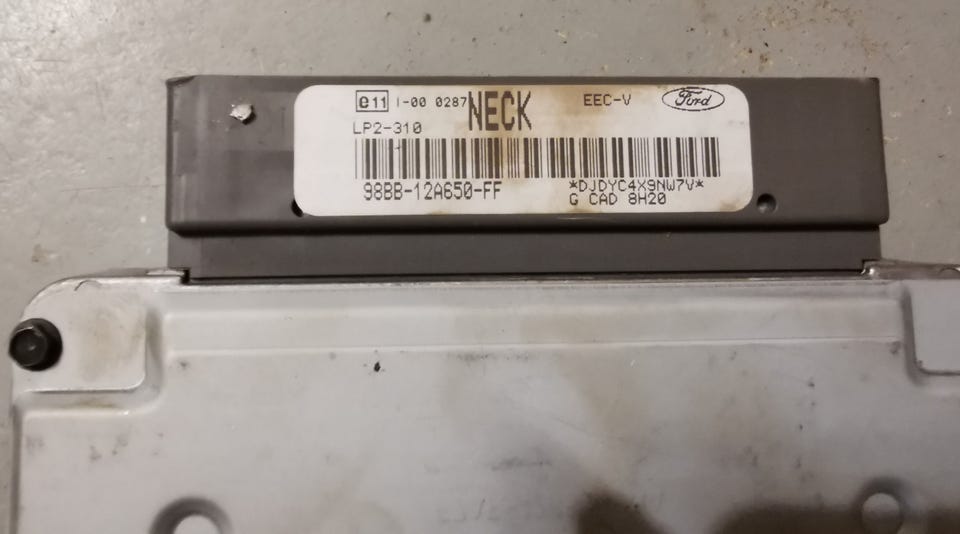 e11 I-00 0287 NECK EEC-V Ford
LP2-310
98BB-12A650-FF *DJDYC4X9NW7V*
G CAD 8H20